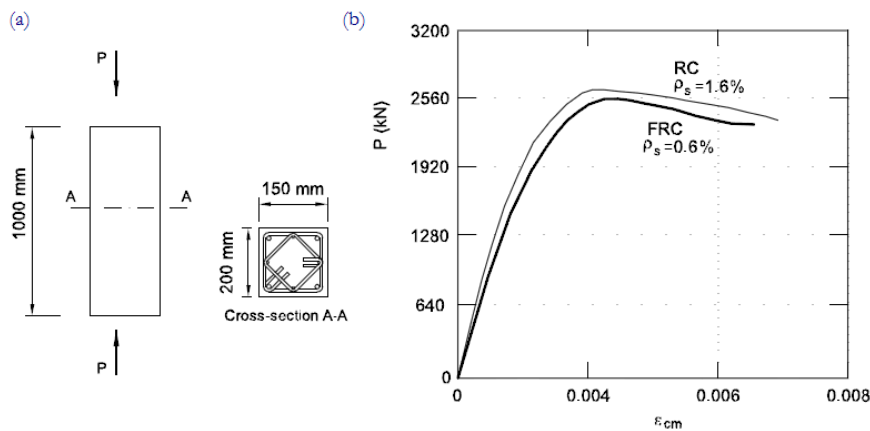 (a)
P
1000 mm
A
A
P
150 mm
200 mm
Cross-section A-A
(b)
P (kN)
3200
2560
1920
1280
640
0
RC
ρs=1.6%
FRC
ρs=0.6%
0
0.004
0.006
0.008
εcm